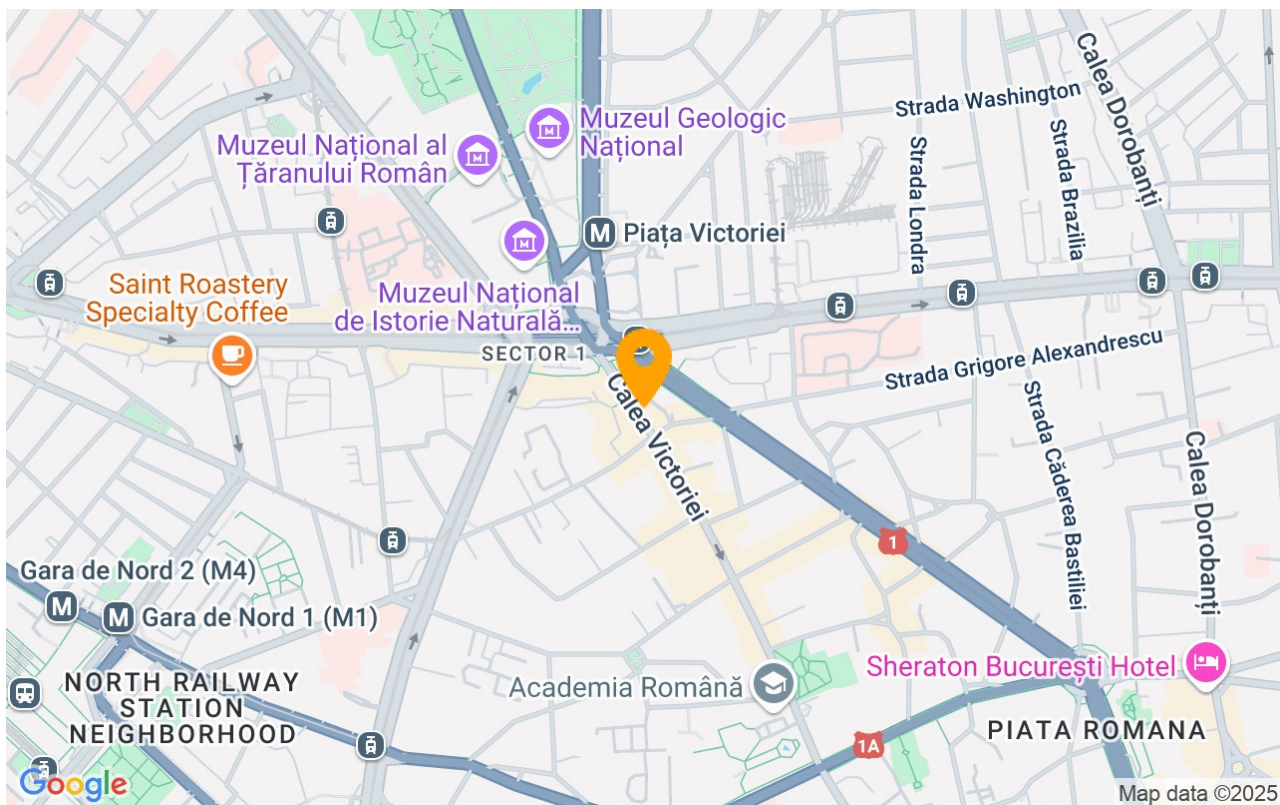 Calea Dorobanți
Strada Washington
Muzeul Geologic
Național
Muzeul Național al
Țăranului Român
Strada Brazilia
Strada Londra
M
Piața Victoriei
Saint Roastery
Specialty Coffee
Muzeul Național
de Istorie Naturală...
SECTOR 1
Strada Grigore Alexandrescu
Calea Victoriei
Strada Căderea Bastiliei
Calea Dorobanți
1
Gara de Nord 2 (M4)
M
M
Gara de Nord 1 (M1)
Sheraton București Hotel
Academia Română
NORTH RAILWAY
STATION
NEIGHBORHOOD
PIATA ROMANA
1A
Google
Map data ©2025